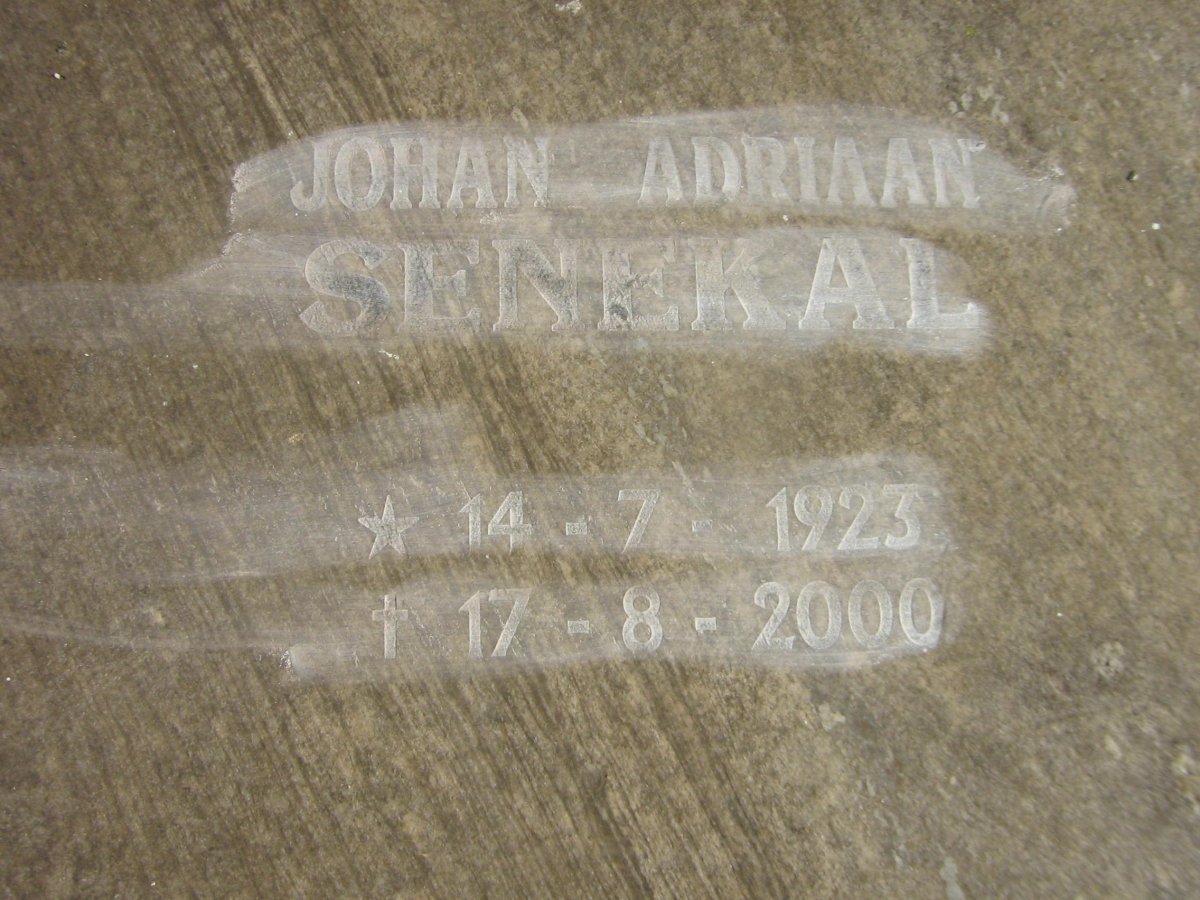 JOHAN ADRIAAN
SENEKAL
★ 14 - 7 - 1923
✝ 17 - 8 - 2000